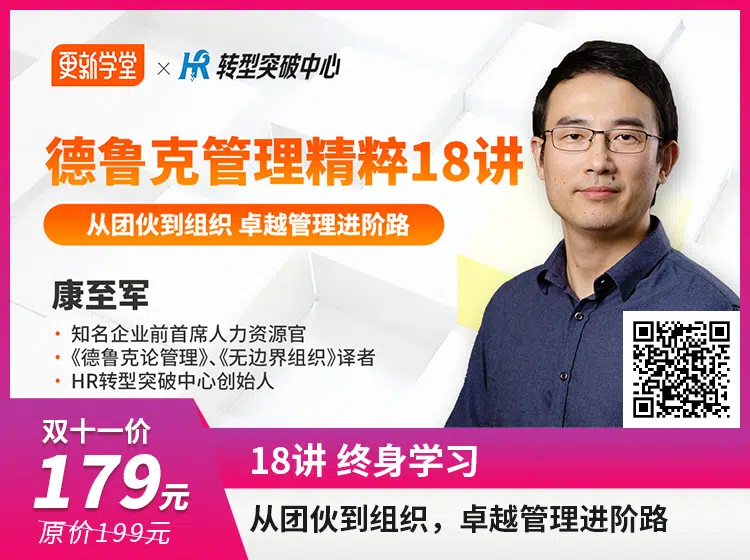 更新学堂 × HR 转型突破中心
德鲁克管理精粹18讲
从团伙到组织 卓越管理进阶路
康至军
· 知名企业前首席人力资源官
· 《德鲁克论管理》、《无边界组织》译者
· HR转型突破中心创始人
双十一价
179元
原价199元
18讲 终身学习
从团伙到组织，卓越管理进阶路